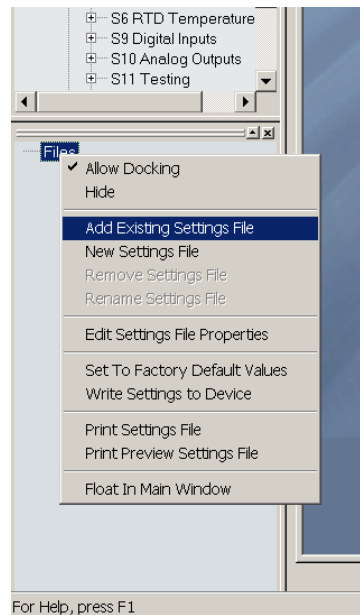 S6 RTD Temperature
S9 Digital Inputs
S10 Analog Outputs
S11 Testing
Files
Allow Docking
Hide
Add Existing Settings File
New Settings File
Remove Settings File
Rename Settings File
Edit Settings File Properties
Set To Factory Default Values
Write Settings to Device
Print Settings File
Print Preview Settings File
Float In Main Window
For Help, press F1